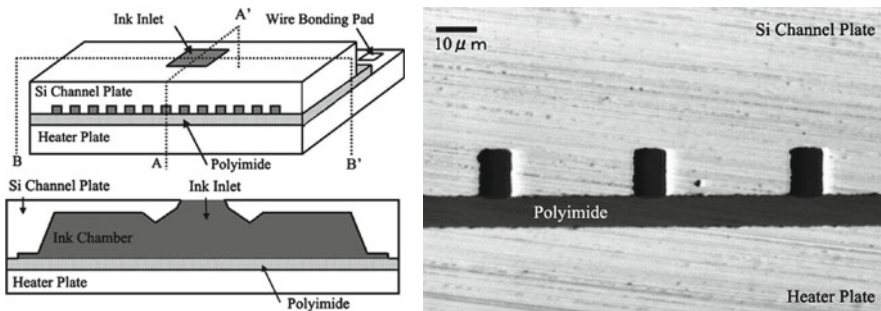 Ink Inlet
A'
Wire Bonding Pad
Si Channel Plate
Heater Plate
B
A
Polyimide
B'
Si Channel Plate
Ink Inlet
Ink Chamber
Heater Plate
Polyimide
10μm
Si Channel Plate
Polyimide
Heater Plate